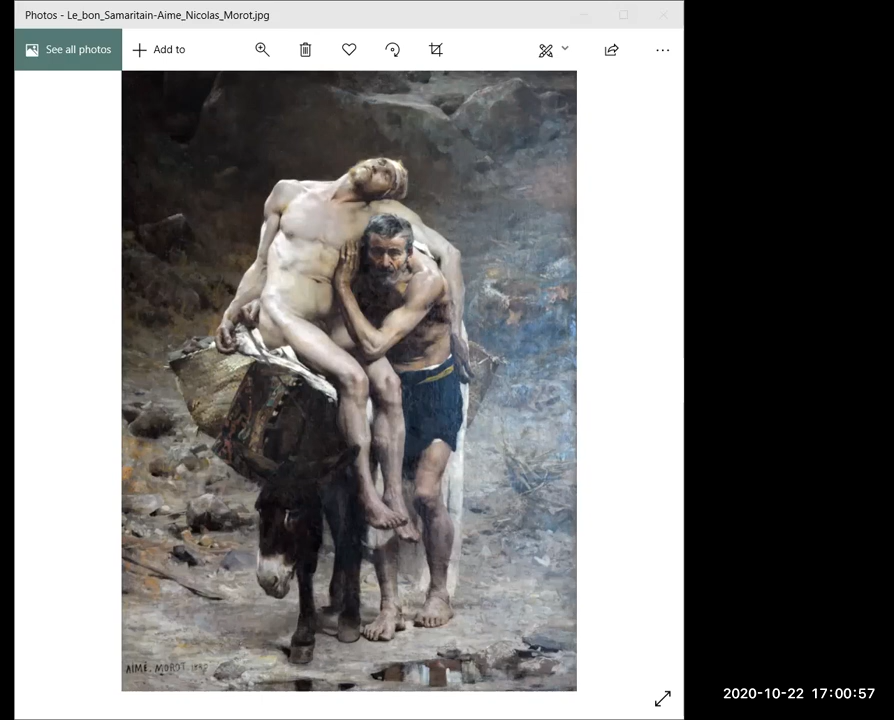 Photos - Le_bon_Samaritain-Aime_Nicolas_Morot.jpg
See all photos
Add to
AIMÉ. MOROT
2020-10-22 17:00:57